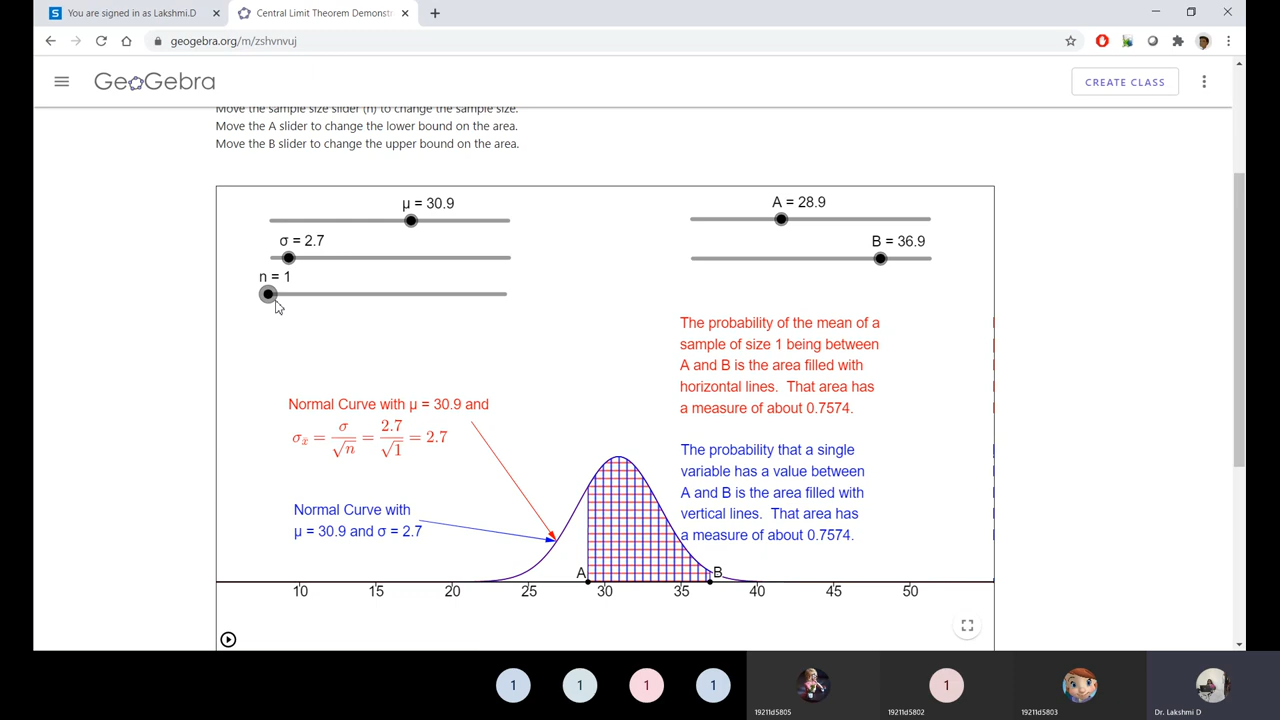 You are signed in as Lakshmi.D
Central Limit Theorem Demonstr
geogebra.org/m/zshvnvuj
GeoGebra
CREATE CLASS
Move the sample size slider (n) to change the sample size.
Move the A slider to change the lower bound on the area.
Move the B slider to change the upper bound on the area.
μ = 30.9
A = 28.9
σ = 2.7
B = 36.9
n = 1
The probability of the mean of a
sample of size 1 being between
A and B is the area filled with
horizontal lines. That area has
a measure of about 0.7574.
Normal Curve with μ = 30.9 and
σx̄ = σ/√n = 2.7/√1 = 2.7
The probability that a single
variable has a value between
A and B is the area filled with
vertical lines. That area has
a measure of about 0.7574.
Normal Curve with
μ = 30.9 and σ = 2.7
A B
10 15 20 25 30 35 40 45 50
1 1 1 1 1
19211d5805 19211d5802 19211d5803 Dr. Lakshmi D